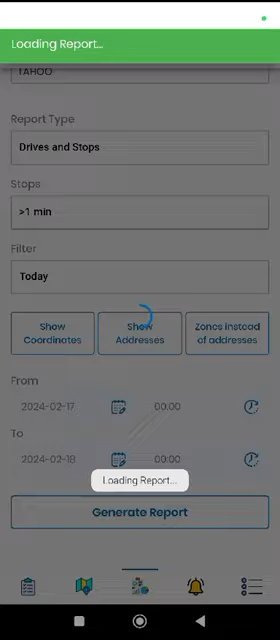 Loading Report...
TAHOO
Report Type
Drives and Stops
Stops
>1 min
Filter
Today
Show
Coordinates
Show
Addresses
Zones instead
of addresses
From
2024-02-17
00:00
To
2024-02-18
00:00
Loading Report...
Generate Report